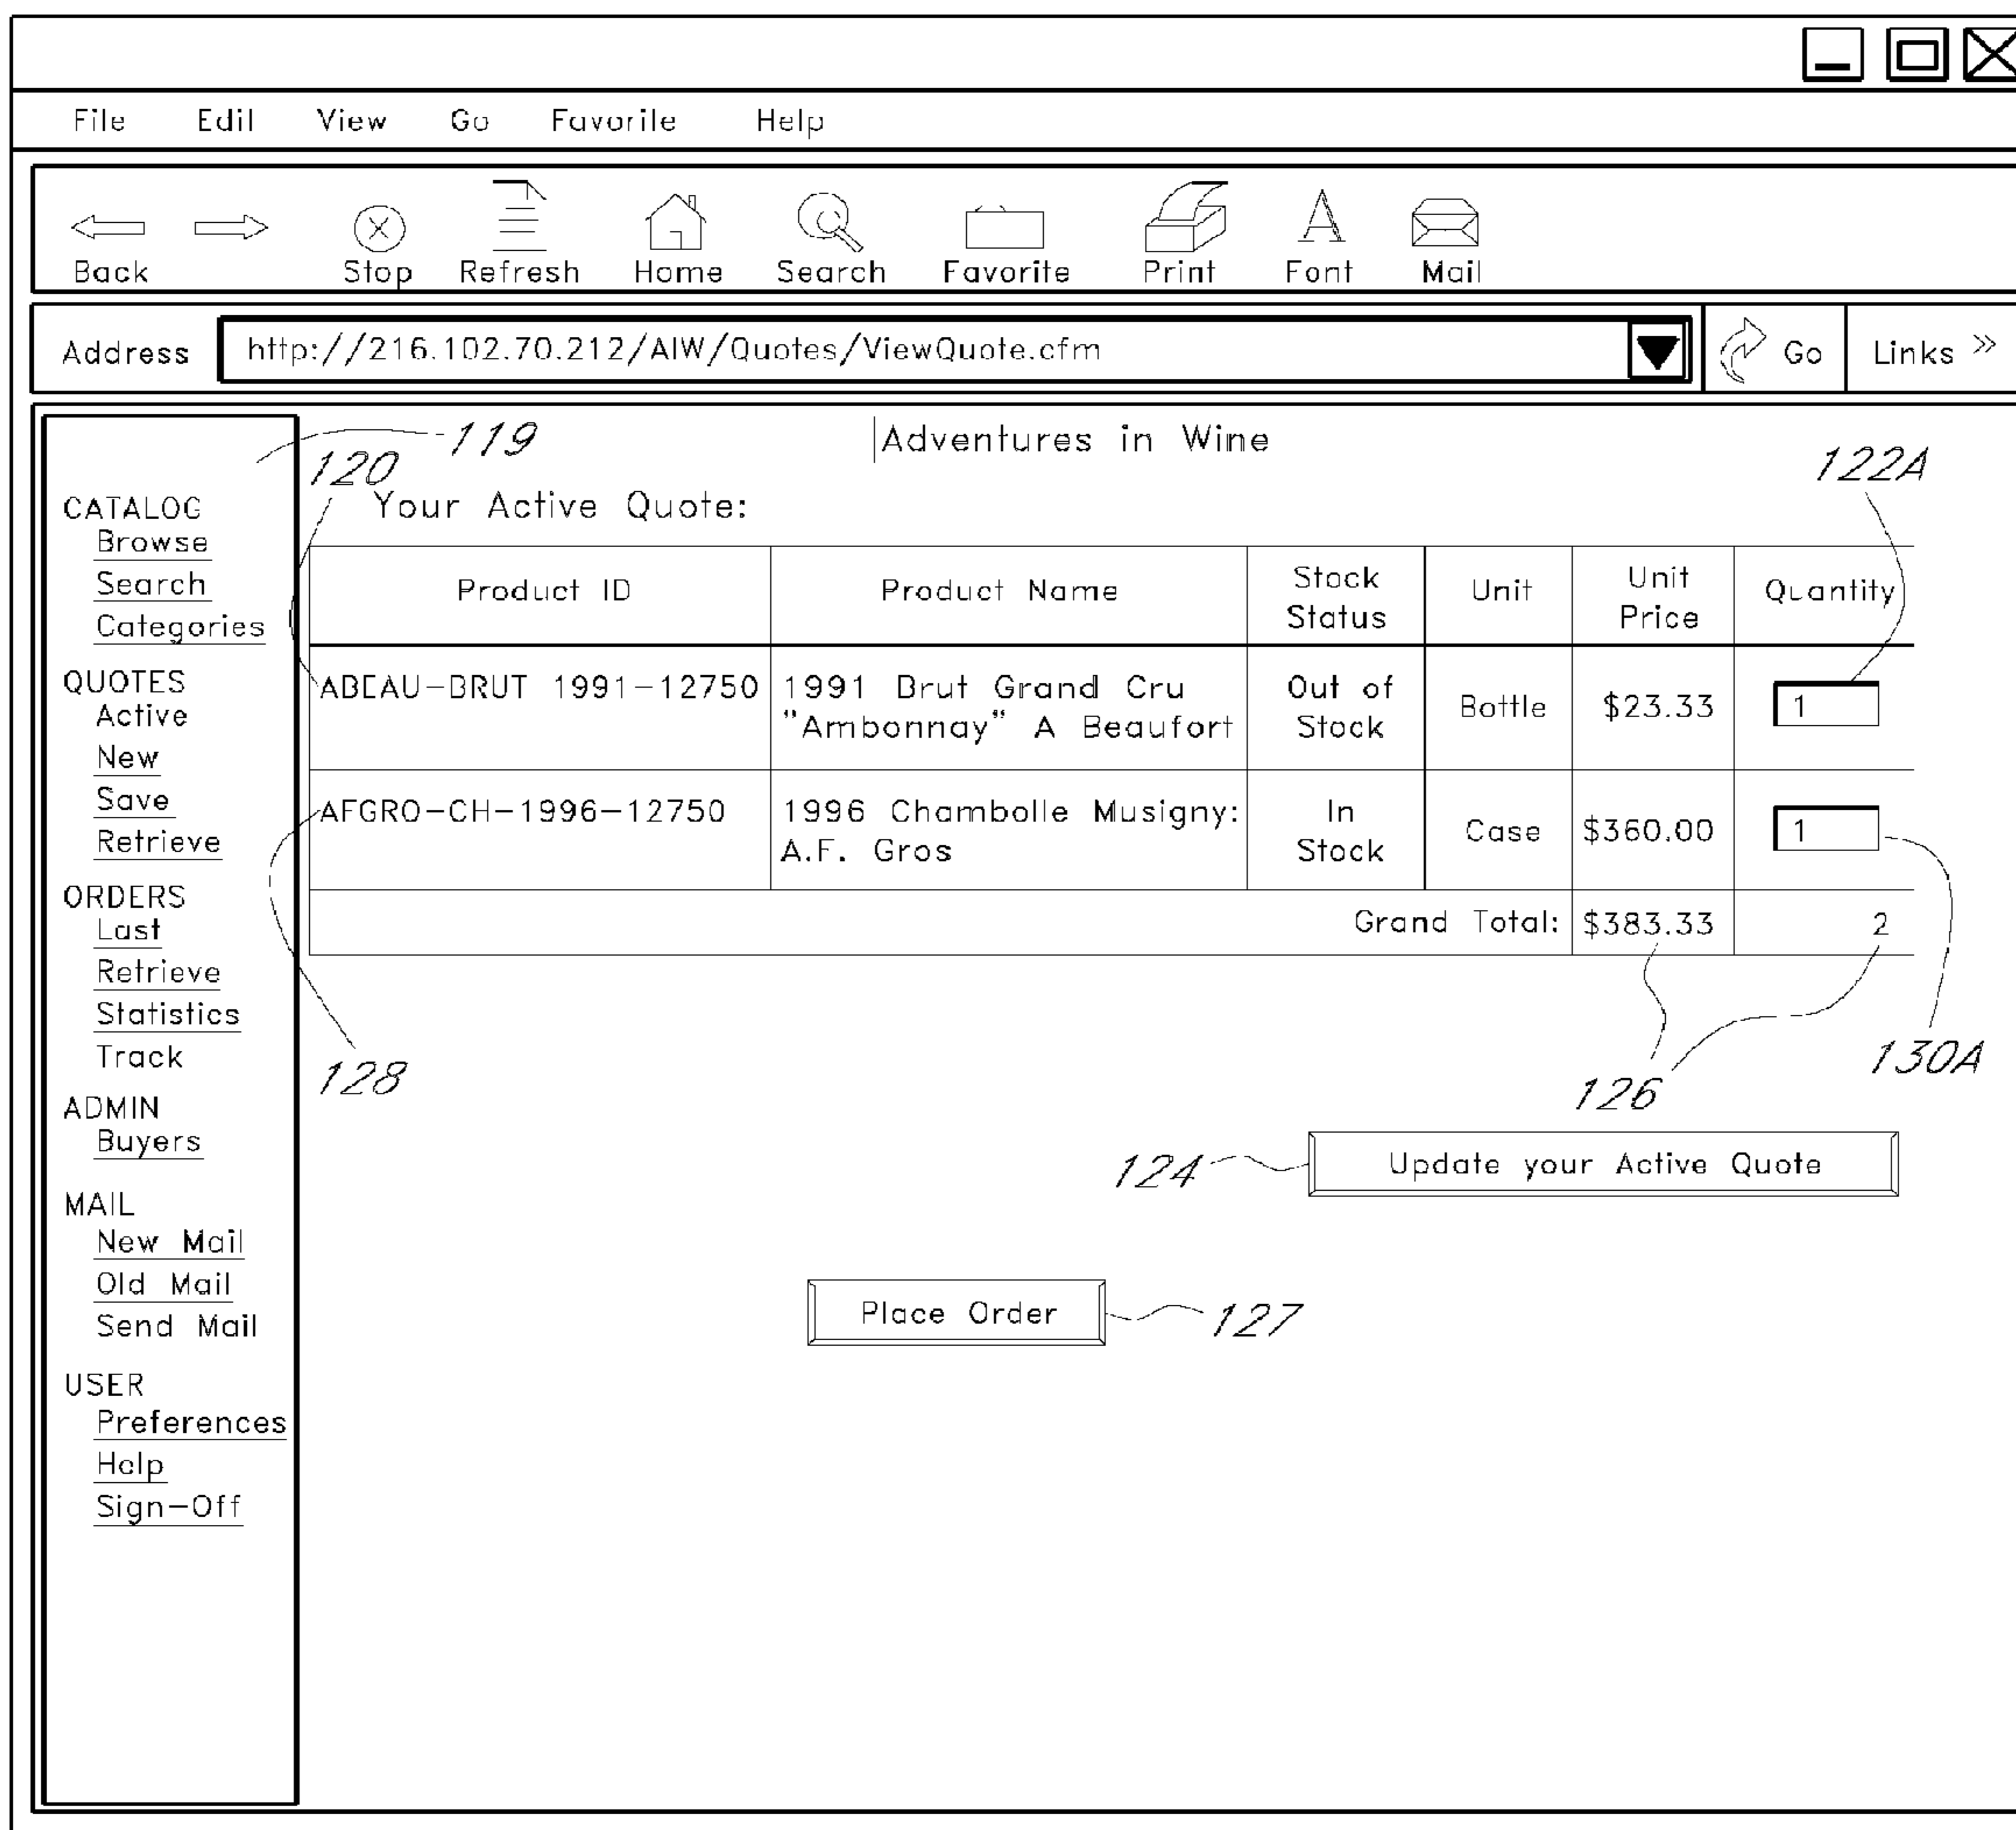 File Edil View Go Favorile Help
Back Stop Refresh Home Search Favorite Print Font Mail
Address http://216.102.70.212/AIW/Quotes/ViewQuote.cfm Go Links »
119
Adventures in Wine
120
122A
Your Active Quote:
CATALOG
Browse
Search
Categories
QUOTES
Active
New
Save
Retrieve
ORDERS
Last
Retrieve
Statistics
Track
ADMIN
Buyers
MAIL
New Mail
Old Mail
Send Mail
USER
Preferences
Help
Sign-Off
Product ID Product Name Stock Status Unit Unit Price Quantity
ABEAU-BRUT 1991-12750 1991 Brut Grand Cru "Ambonnay" A Beaufort Out of Stock Bottle $23.33 1
AFGRO-CH-1996-12750 1996 Chambolle Musigny: A.F. Gros In Stock Case $360.00 1
Grand Total: $383.33 2
128
126
130A
124
Update your Active Quote
Place Order
127